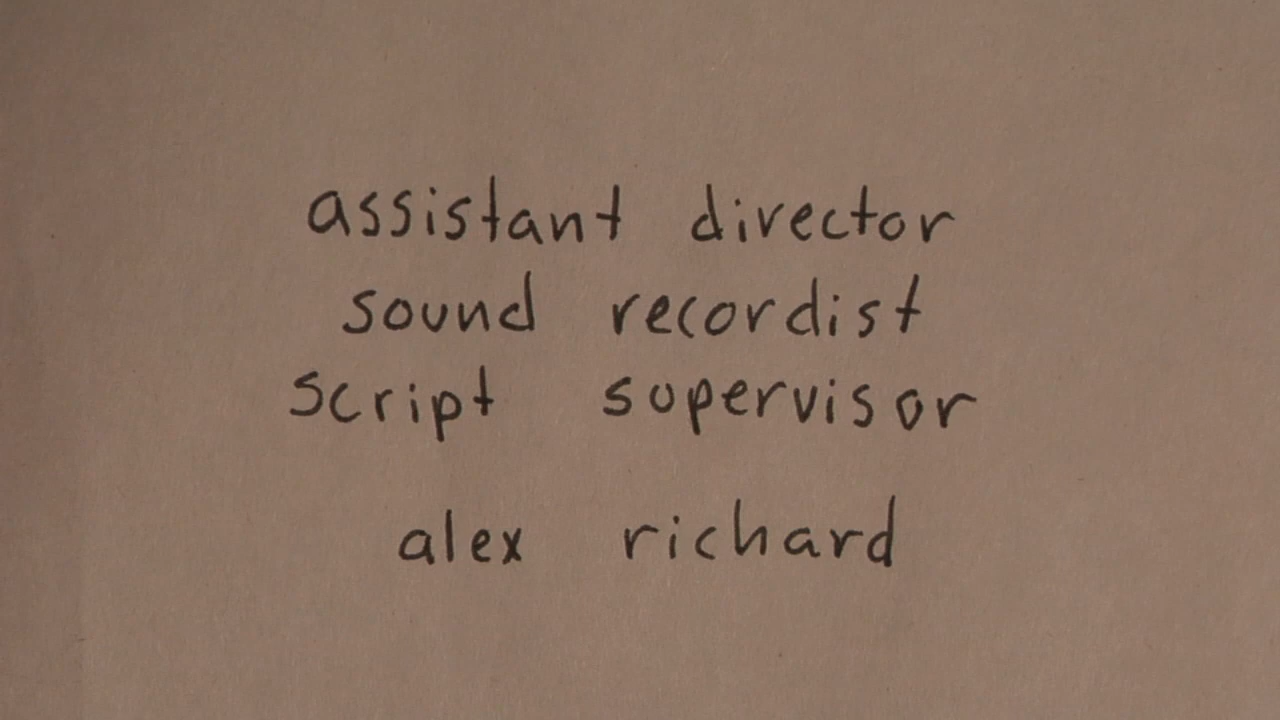 assistant director
sound recordist
script supervisor
alex richard